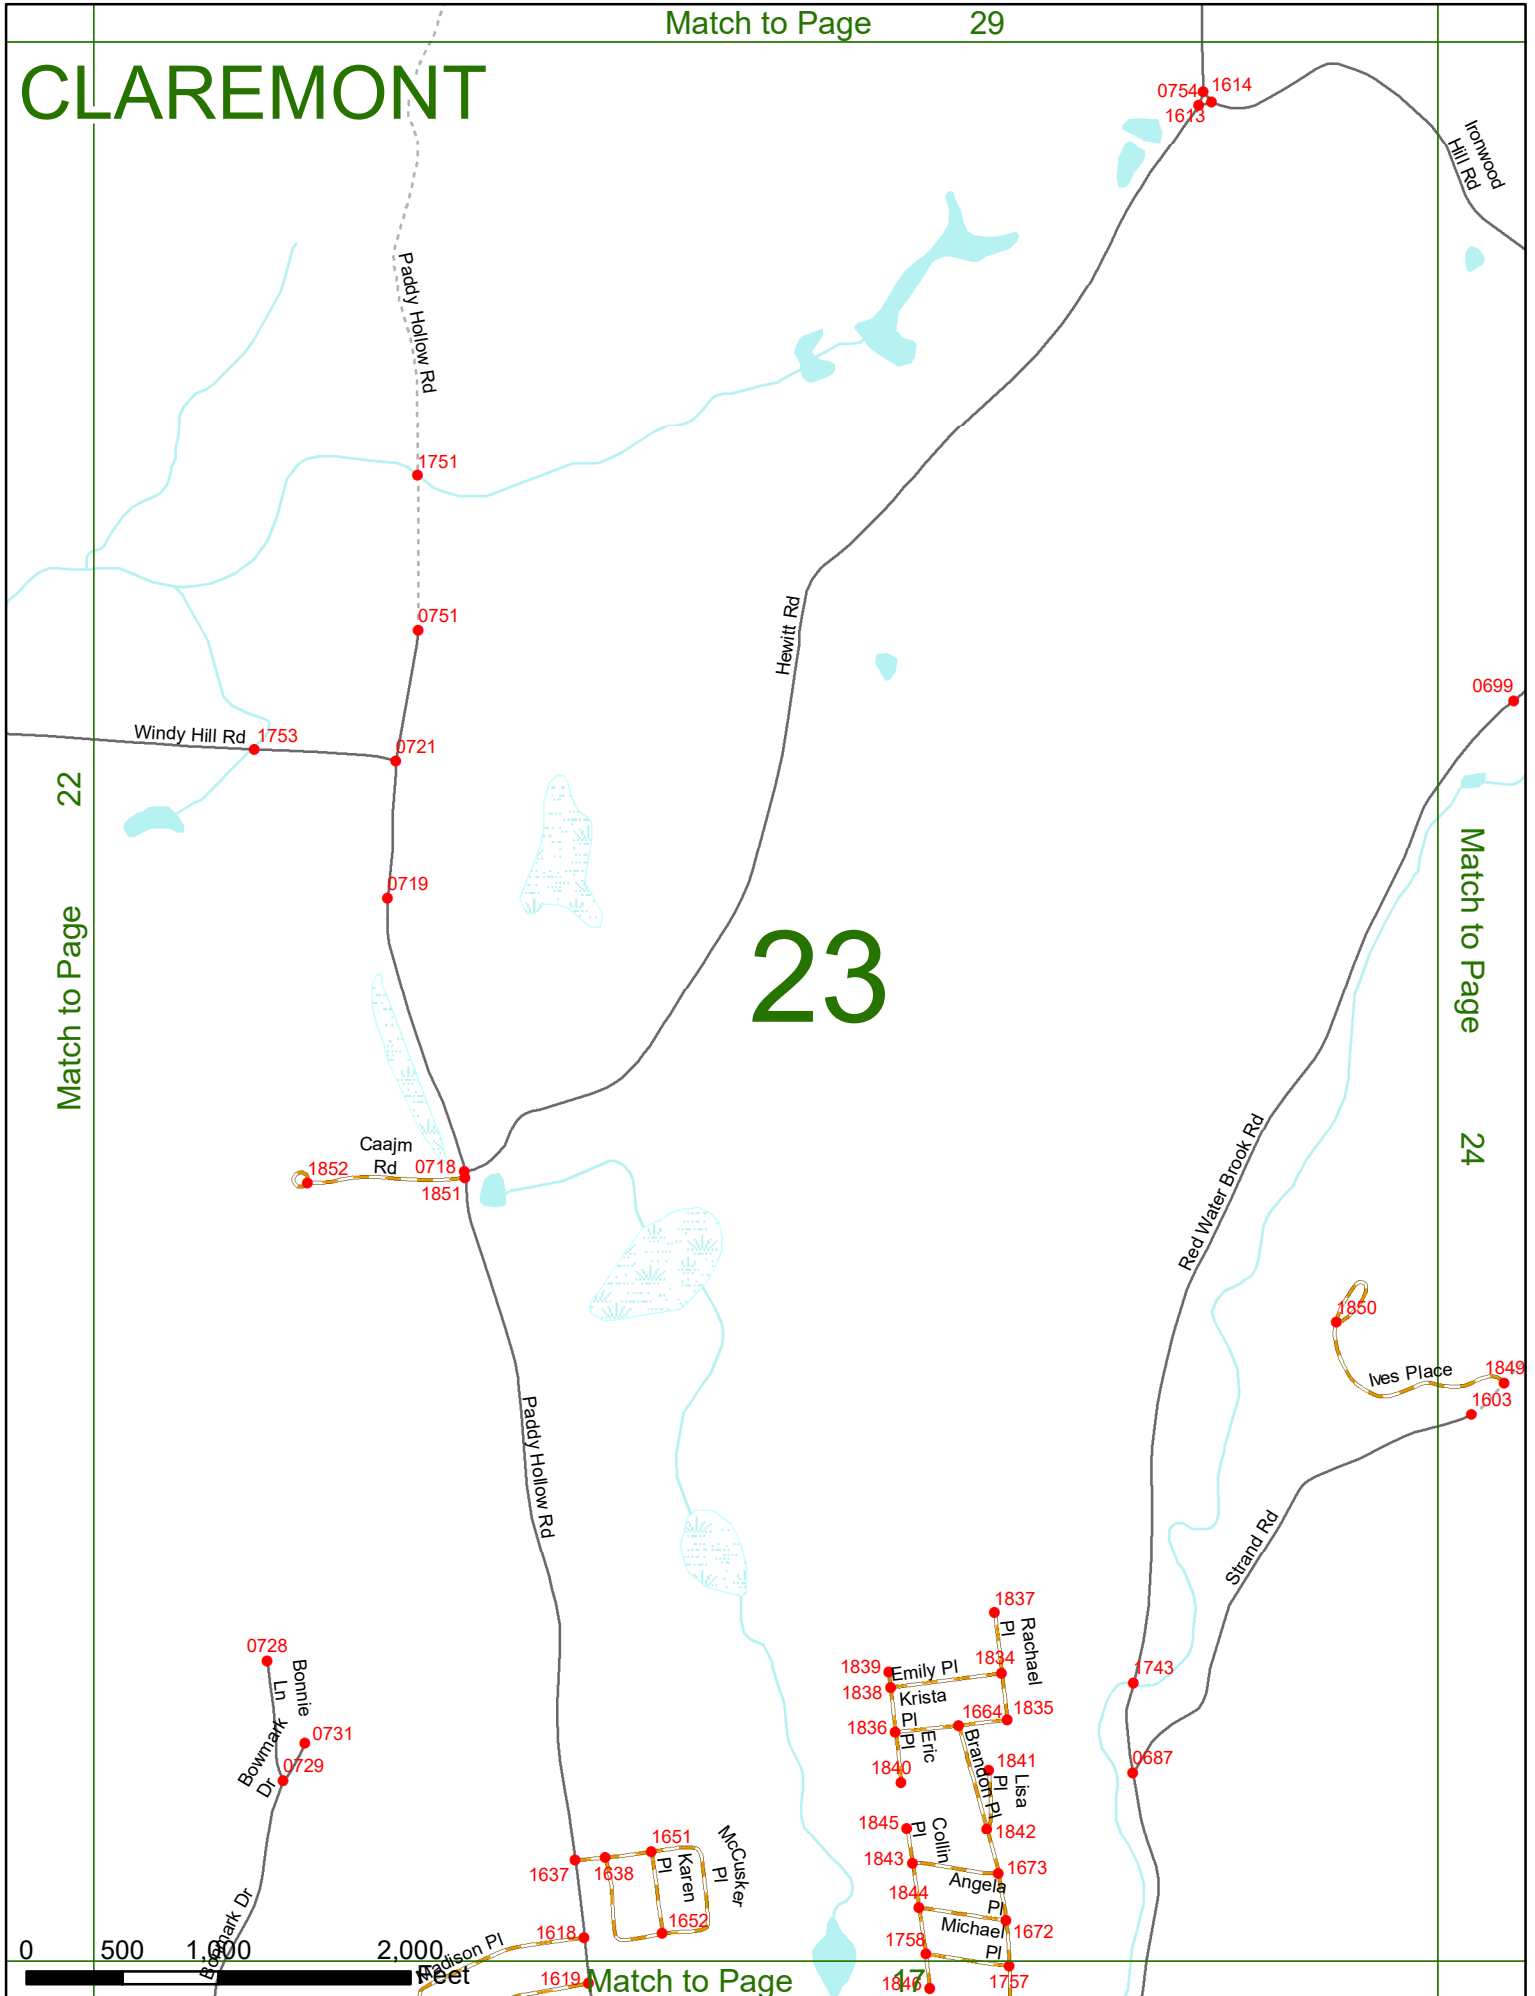 Match to Page 29
CLAREMONT
0754
1614
1613
Ironwood
Hill Rd
Paddy Hollow Rd
1751
0751
Hewitt Rd
0699
Windy Hill Rd
1753
0721
22
Match to Page
0719
23
Match to Page
24
Caajm
Rd
1852
0718
1851
Red Water Brook Rd
1850
Ives Place
1849
1603
Paddy Hollow Rd
Strand Rd
1837
Rachael
Pl
0728
Bonnie
Ln
1839
Emily Pl
1834
1743
1838
Krista
Pl
1664
1835
1836
Eric
Pl
0731
Bowmark
Dr
0729
1840
Brandon Pl
1841
Lisa
Pl
0687
1845
Collin
Pl
1842
1651
McCusker
Pl
1637
1638
Karen
Pl
1843
1673
Angela
Pl
1844
1652
1672
Michael
Pl
1618
Madison Pl
1758
1757
Bowmark Dr
0 500 1,000 2,000
Feet
1619
Match to Page 17
1846